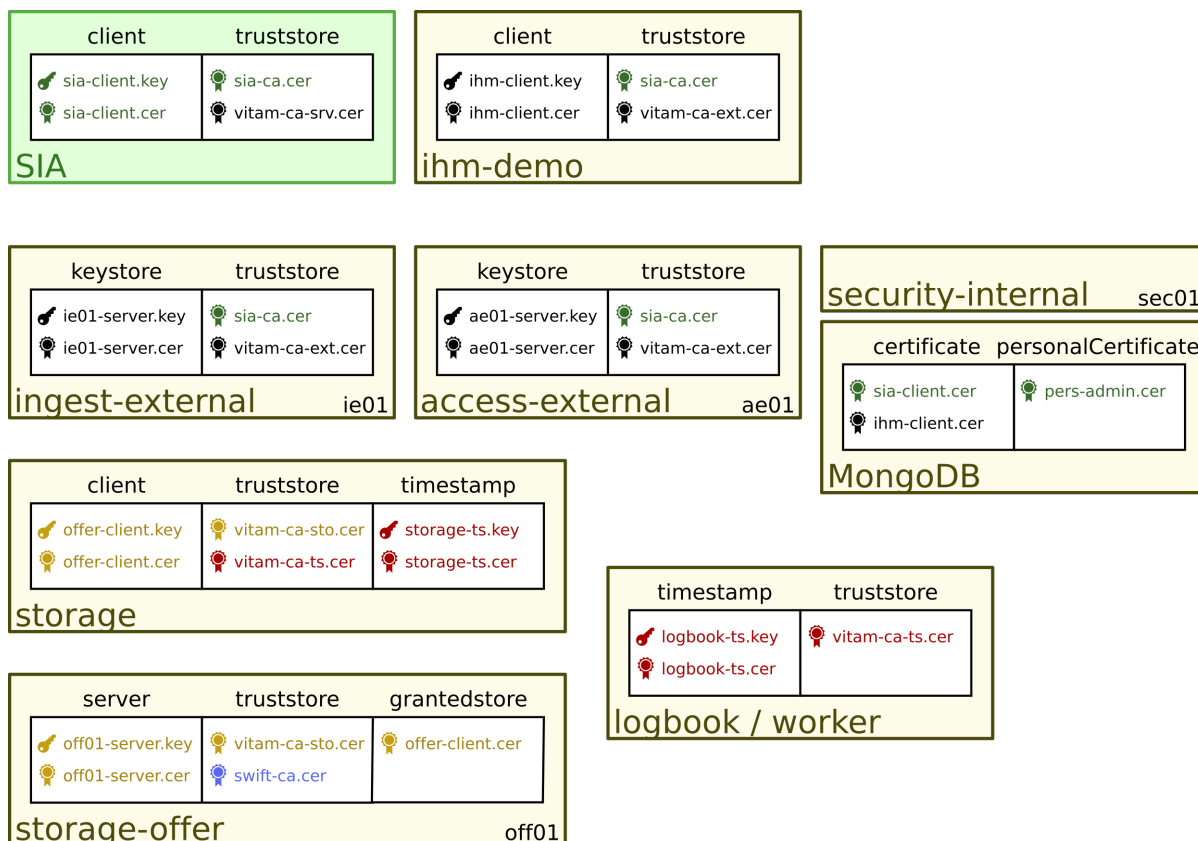 client truststore
sia-client.key sia-ca.cer
sia-client.cer vitam-ca-srv.cer
SIA
client truststore
ihm-client.key sia-ca.cer
ihm-client.cer vitam-ca-ext.cer
ihm-demo
keystore truststore
ie01-server.key sia-ca.cer
ie01-server.cer vitam-ca-ext.cer
ingest-external ie01
keystore truststore
ae01-server.key sia-ca.cer
ae01-server.cer vitam-ca-ext.cer
access-external ae01
security-internal sec01
certificate personalCertificate
sia-client.cer pers-admin.cer
ihm-client.cer
MongoDB
client truststore timestamp
offer-client.key vitam-ca-sto.cer storage-ts.key
offer-client.cer vitam-ca-ts.cer storage-ts.cer
storage
timestamp truststore
logbook-ts.key vitam-ca-ts.cer
logbook-ts.cer
logbook / worker
server truststore grantedstore
off01-server.key vitam-ca-sto.cer offer-client.cer
off01-server.cer swift-ca.cer
storage-offer off01